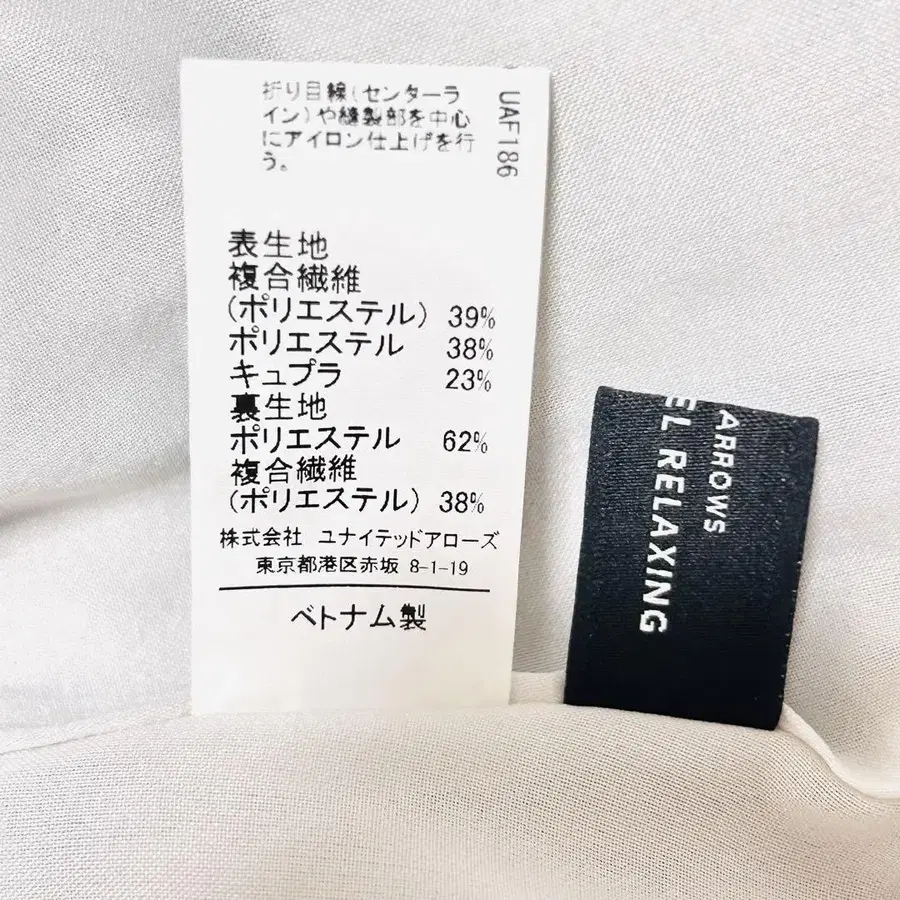 折り目線(センターラ
イン)や縫製部を中心
にアイロン仕上げを行
う。
UAF186
表生地
複合繊維
(ポリエステル) 39%
ポリエステル 38%
キュプラ 23%
裏生地
ポリエステル 62%
複合繊維
(ポリエステル) 38%
株式会社 ユナイテッドアローズ
東京都港区赤坂 8-1-19
ベトナム製
ARROWS
EL RELAXING